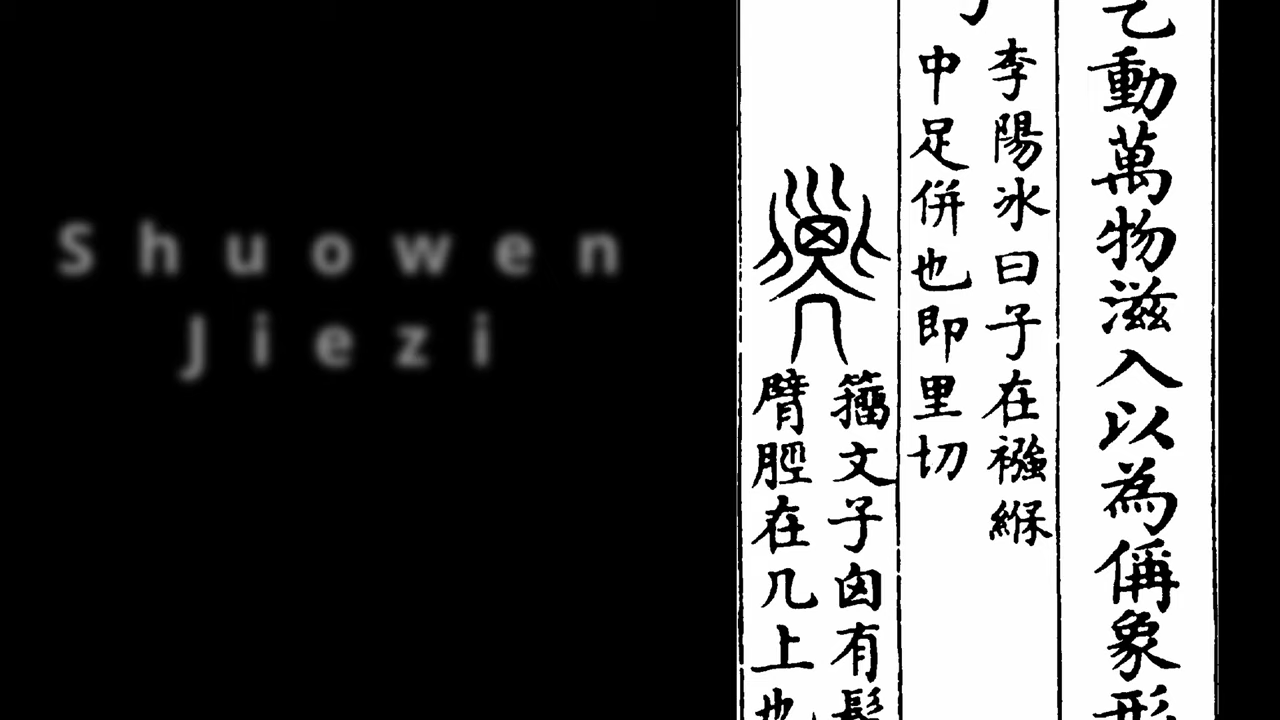 Shuowen
Jiezi
動萬物滋入以為偁象形
李陽冰曰子在襁緥
中足併也即里切
籒文子囟有髮
臂脛在几上也